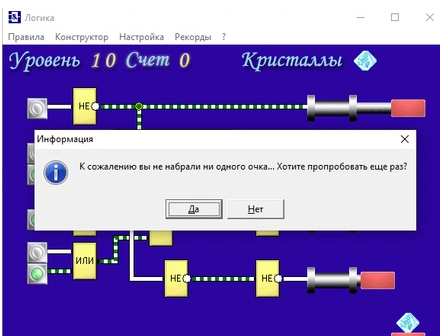 Логика
Правила Конструктор Настройка Рекорды ?
Уровень 10 Счет 0 Кристаллы
НЕ
Информация
К сожалению вы не набрали ни одного очка... Хотите пропробовать еще раз?
Да Нет
ИЛИ
НЕ НЕ